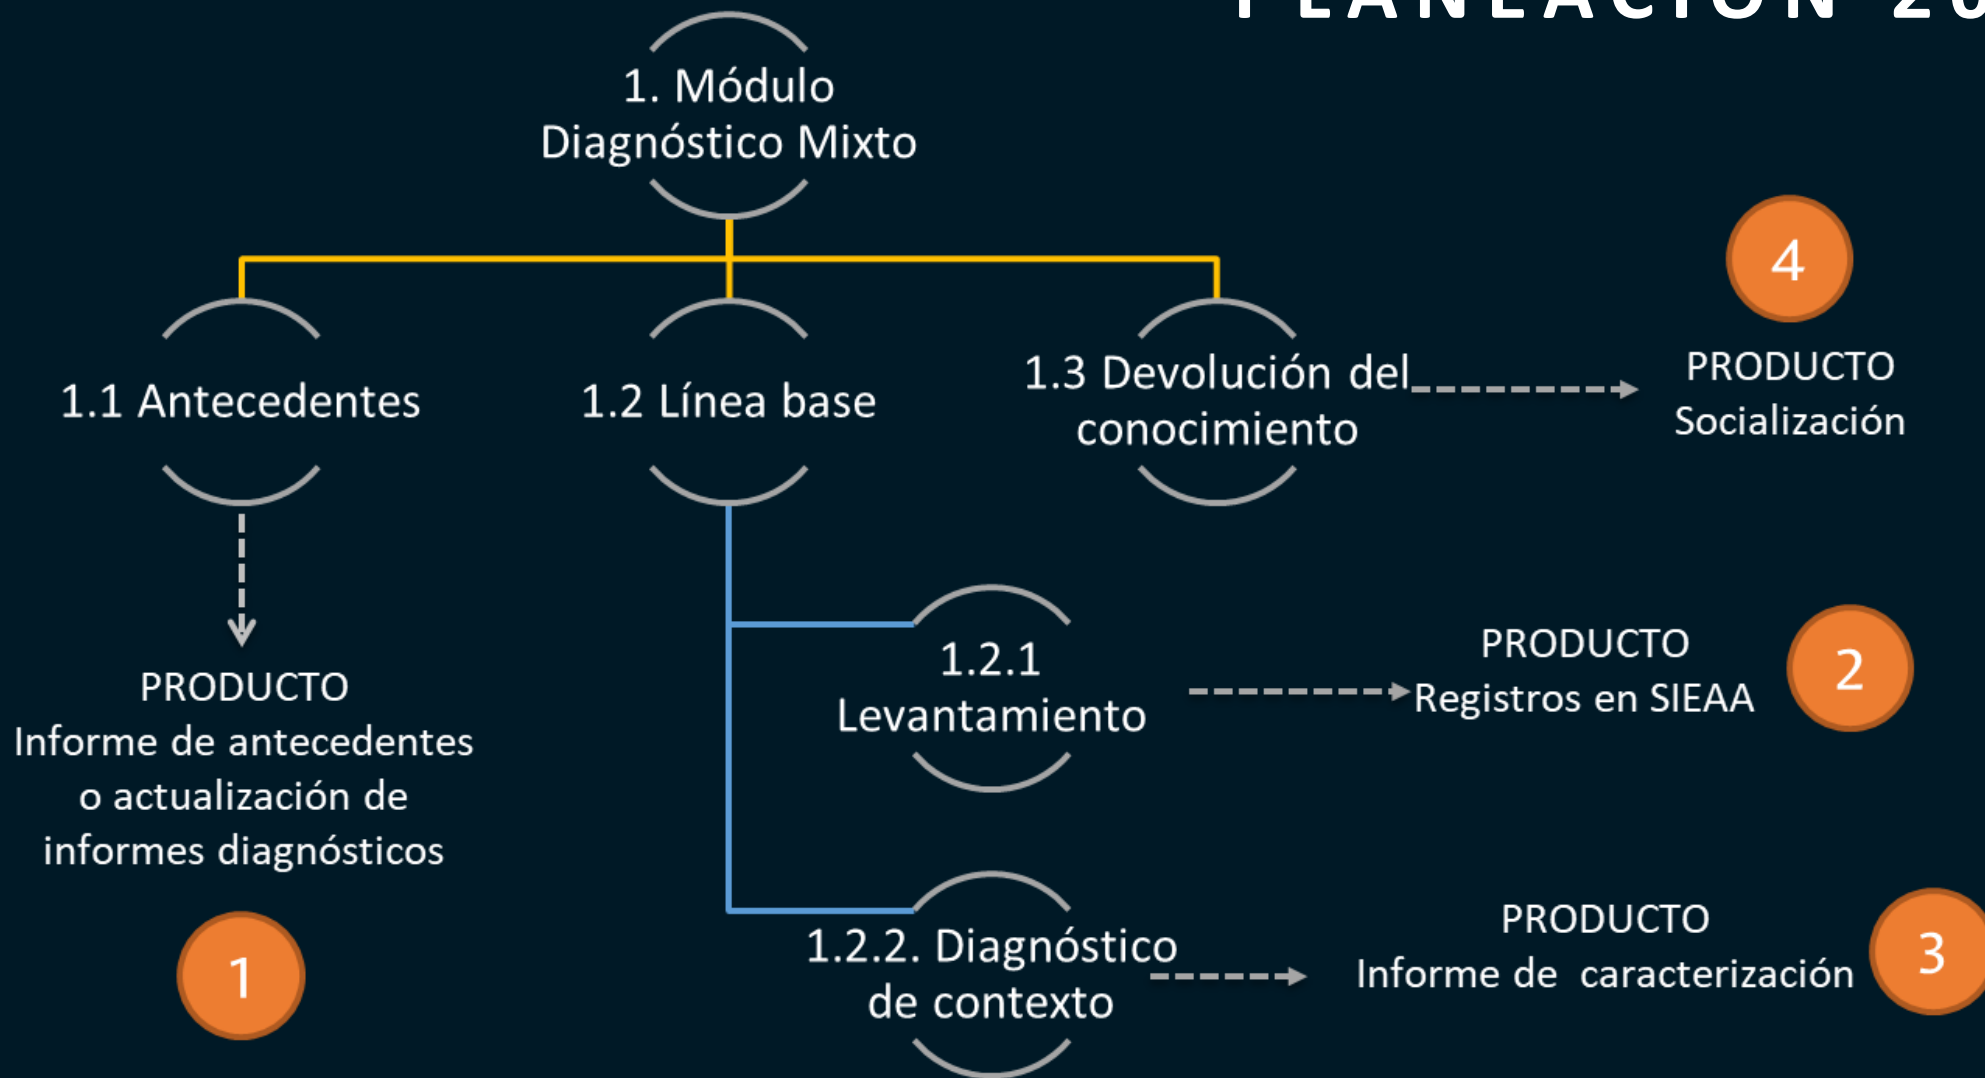 PLANEACIÓN 20
1. Módulo
Diagnóstico Mixto
1.1 Antecedentes
1.2 Línea base
1.3 Devolución del
conocimiento
4
PRODUCTO
Socialización
PRODUCTO
Informe de antecedentes
o actualización de
informes diagnósticos
1
1.2.1
Levantamiento
PRODUCTO
Registros en SIEAA
2
1.2.2. Diagnóstico
de contexto
PRODUCTO
Informe de caracterización
3